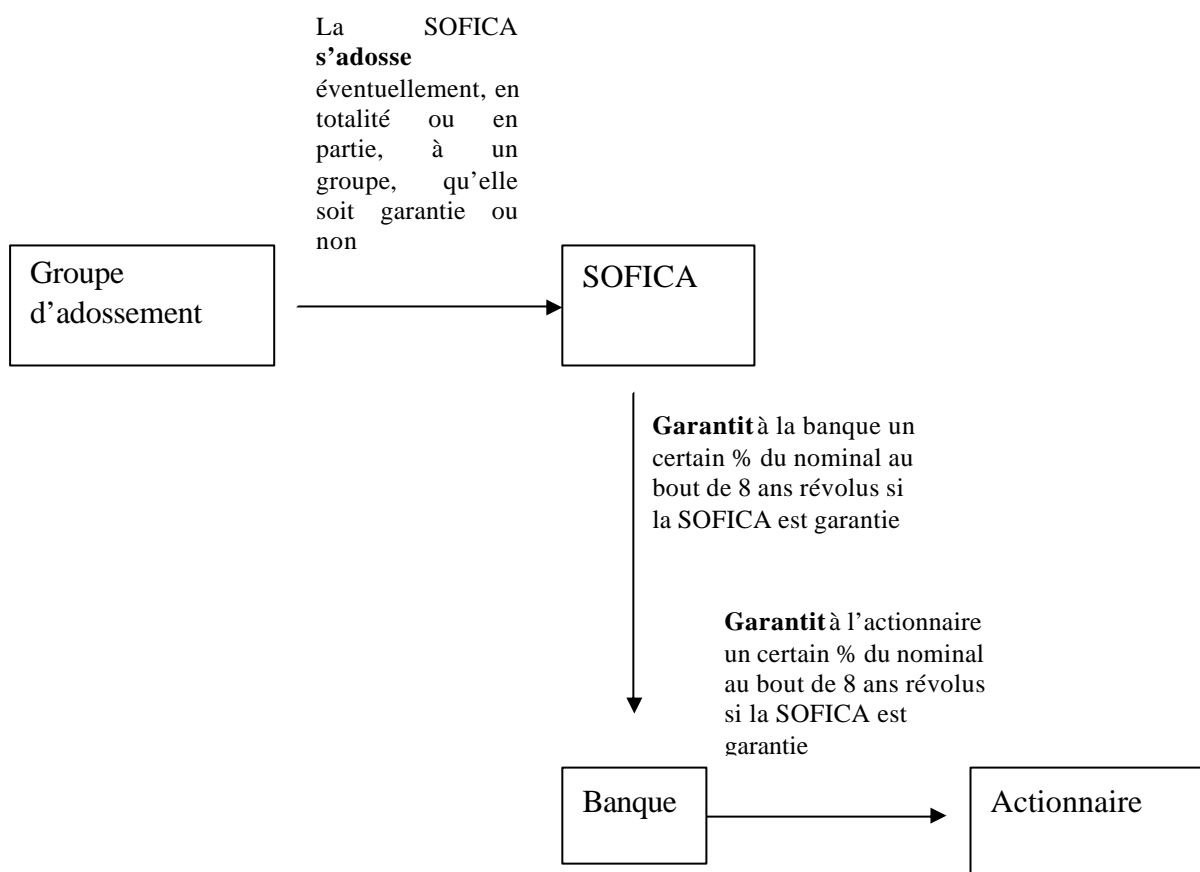 La SOFICA
s’adosse
éventuellement, en
totalité ou en
partie, à un
groupe, qu’elle
soit garantie ou
non
Groupe
d’adossement
SOFICA
Garantit à la banque un
certain % du nominal au
bout de 8 ans révolus si
la SOFICA est garantie
Garantit à l’actionnaire
un certain % du nominal
au bout de 8 ans révolus
si la SOFICA est
garantie
Banque
Actionnaire